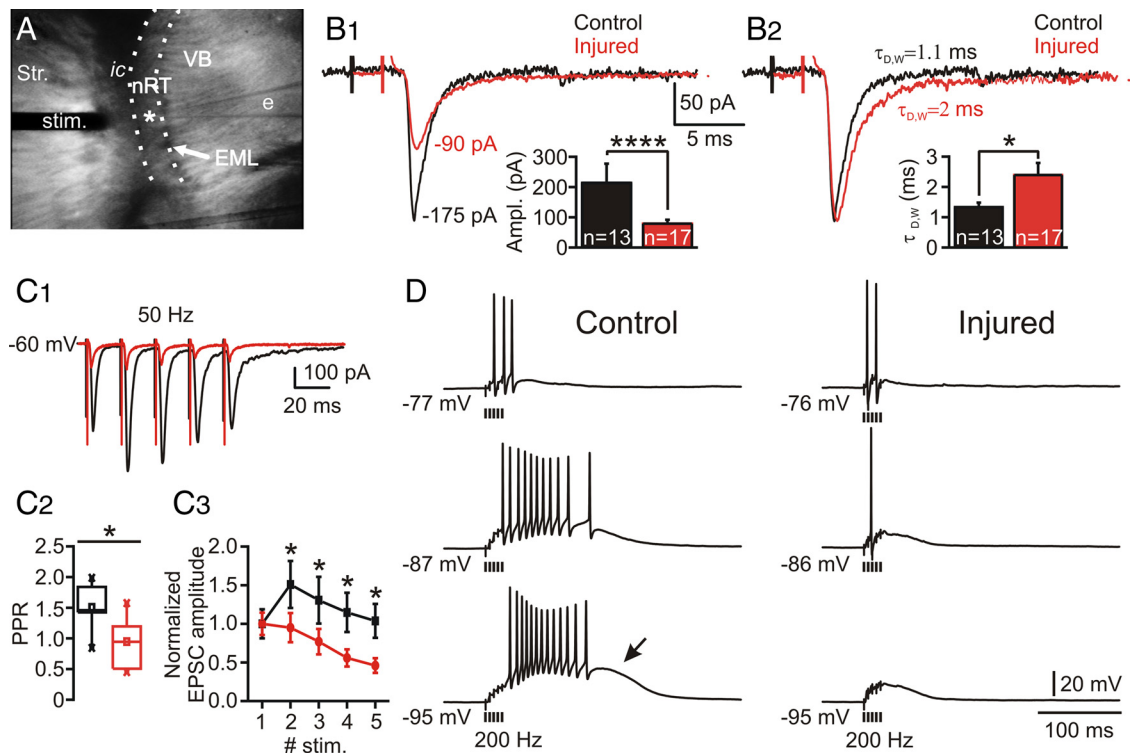 A
Str.
ic
VB
nRT
*
e
stim.
EML
B1
Control
Injured
50 pA
5 ms
-90 pA
-175 pA
****
Ampl. (pA)
300
200
100
0
n=13
n=17
B2
Control
Injured
τD,W=1.1 ms
τD,W=2 ms
*
τ D,W (ms)
3
2
1
0
n=13
n=17
C1
50 Hz
-60 mV
100 pA
20 ms
C2
*
PPR
2.5
2.0
1.5
1.0
0.5
0
C3
Normalized
EPSC amplitude
2.0
1.5
1.0
0.5
0.0
* * * *
1 2 3 4 5
# stim.
D
Control
Injured
-77 mV
-76 mV
-87 mV
-86 mV
-95 mV
-95 mV
200 Hz
200 Hz
20 mV
100 ms